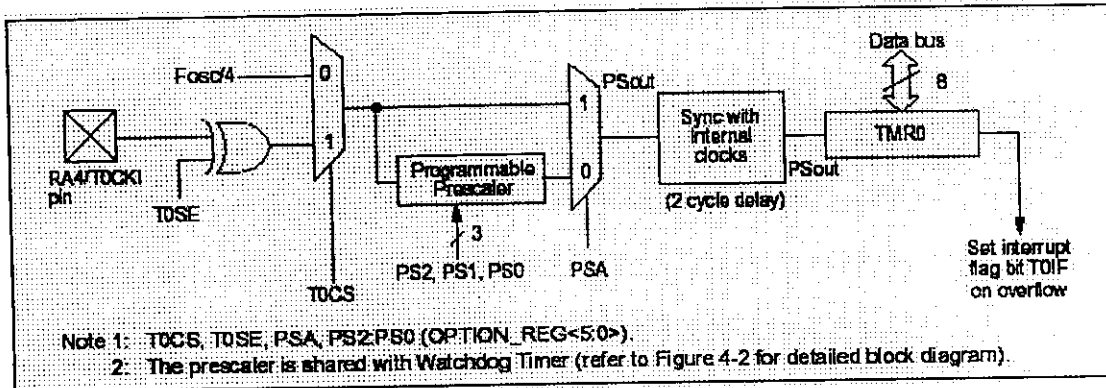 Data bus
8
Fosc/4
0
1
PSout
1
0
Sync with
Internal
clocks
(2 cycle delay)
PSout
TMR0
RA4/T0CKI
pin
T0SE
Programmable
Prescaler
3
PS2, PS1, PS0
PSA
T0CS
Set interrupt
flag bit T0IF
on overflow
Note 1: T0CS, T0SE, PSA, PS2:PS0 (OPTION_REG<5:0>).
2: The prescaler is shared with Watchdog Timer (refer to Figure 4-2 for detailed block diagram).